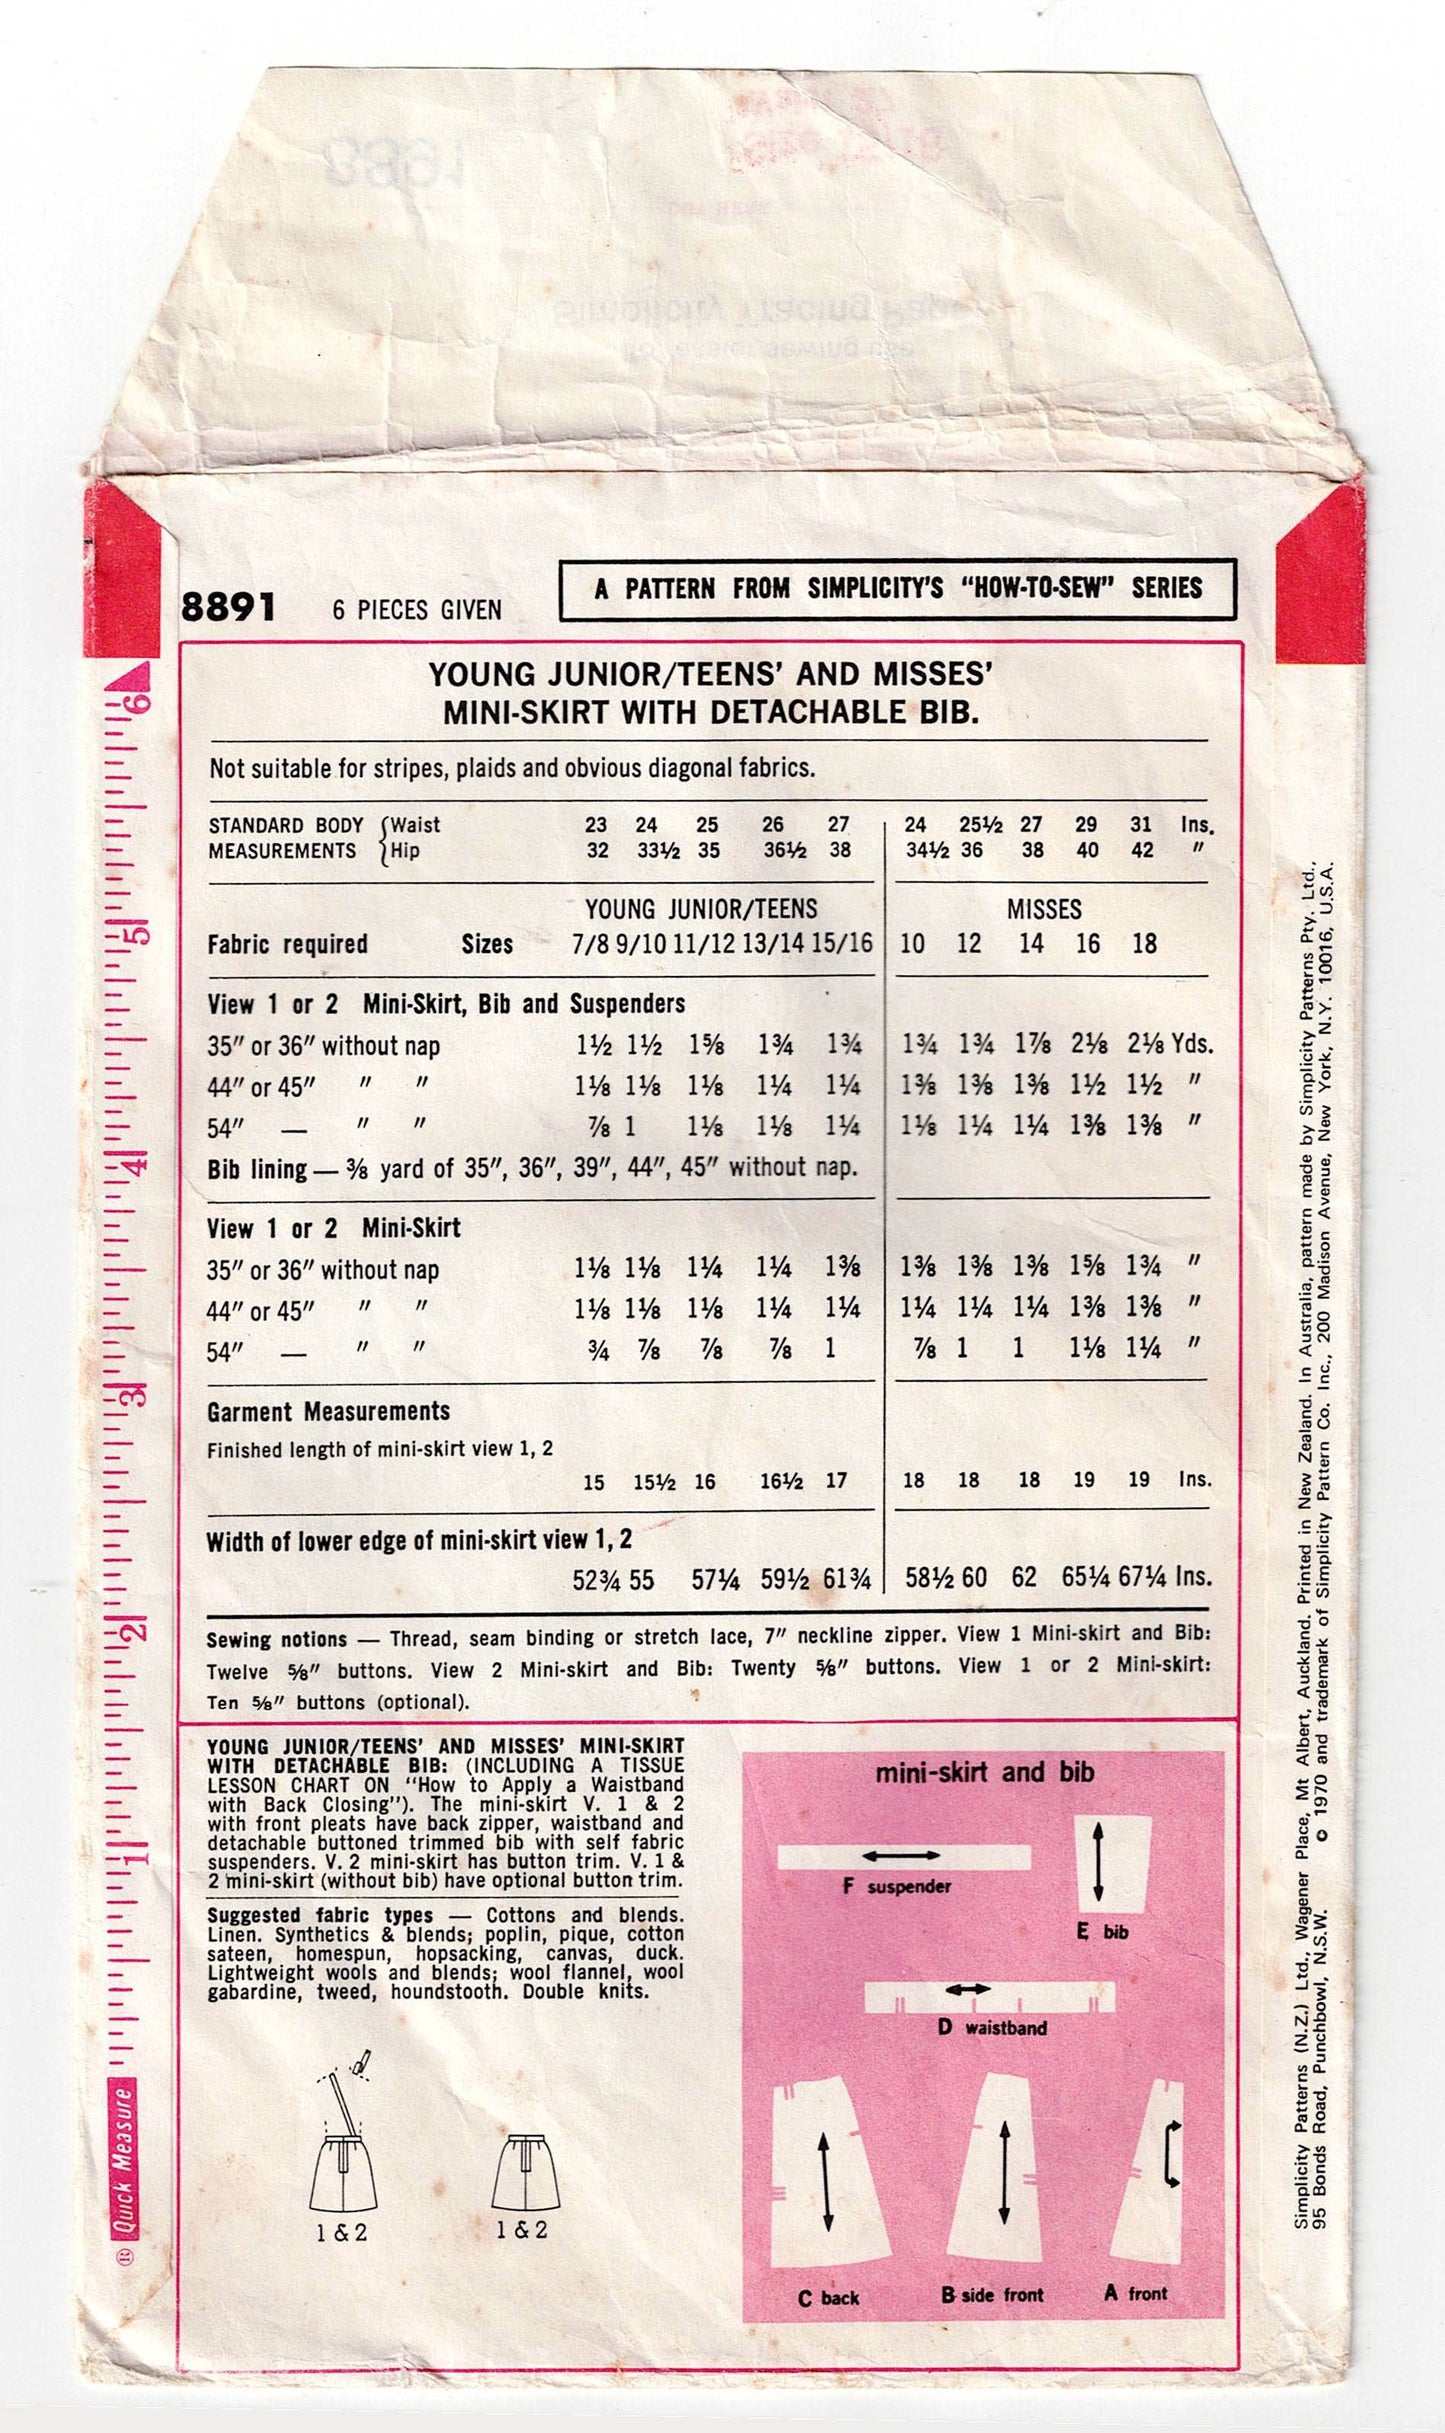 8891 6 PIECES GIVEN
A PATTERN FROM SIMPLICITY'S “HOW-TO-SEW” SERIES
YOUNG JUNIOR/TEENS' AND MISSES'
MINI-SKIRT WITH DETACHABLE BIB.
Not suitable for stripes, plaids and obvious diagonal fabrics.
STANDARD BODY { Waist 23 24 25 26 27 24 25½ 27 29 31 Ins.
MEASUREMENTS { Hip 32 33½ 35 36½ 38 34½ 36 38 40 42 ″
YOUNG JUNIOR/TEENS MISSES
Fabric required Sizes 7/8 9/10 11/12 13/14 15/16 10 12 14 16 18
View 1 or 2 Mini-Skirt, Bib and Suspenders
35″ or 36″ without nap 1½ 1½ 1⅝ 1¾ 1¾ 1¾ 1¾ 1⅞ 2⅛ 2⅛ Yds.
44″ or 45″ ″ ″ 1⅛ 1⅛ 1⅛ 1¼ 1¼ 1⅜ 1⅜ 1⅜ 1½ 1½ ″
54″ — ″ ″ ⅞ 1 1⅛ 1⅛ 1¼ 1⅛ 1¼ 1¼ 1⅜ 1⅜ ″
Bib lining — ⅜ yard of 35″, 36″, 39″, 44″, 45″ without nap.
View 1 or 2 Mini-Skirt
35″ or 36″ without nap 1⅛ 1⅛ 1¼ 1¼ 1⅜ 1⅜ 1⅜ 1⅜ 1⅝ 1¾ ″
44″ or 45″ ″ ″ 1⅛ 1⅛ 1⅛ 1¼ 1¼ 1¼ 1¼ 1¼ 1⅜ 1⅜ ″
54″ — ″ ″ ¾ ⅞ ⅞ ⅞ 1 ⅞ 1 1 1⅛ 1¼ ″
Garment Measurements
Finished length of mini-skirt view 1, 2
15 15½ 16 16½ 17 18 18 18 19 19 Ins.
Width of lower edge of mini-skirt view 1, 2
52¾ 55 57¼ 59½ 61¾ 58½ 60 62 65¼ 67¼ Ins.
Sewing notions — Thread, seam binding or stretch lace, 7″ neckline zipper. View 1 Mini-skirt and Bib:
Twelve ⅝″ buttons. View 2 Mini-skirt and Bib: Twenty ⅝″ buttons. View 1 or 2 Mini-skirt:
Ten ⅝″ buttons (optional).
YOUNG JUNIOR/TEENS' AND MISSES' MINI-SKIRT
WITH DETACHABLE BIB: (INCLUDING A TISSUE
LESSON CHART ON “How to Apply a Waistband
with Back Closing”). The mini-skirt V. 1 & 2
with front pleats have back zipper, waistband and
detachable buttoned trimmed bib with self fabric
suspenders. V. 2 mini-skirt has button trim. V. 1 &
2 mini-skirt (without bib) have optional button trim.
Suggested fabric types — Cottons and blends.
Linen. Synthetics & blends; poplin, pique, cotton
sateen, homespun, hopsacking, canvas, duck.
Lightweight wools and blends; wool flannel, wool
gabardine, tweed, houndstooth. Double knits.
1 & 2
1 & 2
mini-skirt and bib
F suspender
E bib
D waistband
C back
B side front
A front
6
5
4
3
2
1
Quick Measure
®
Simplicity Patterns (N.Z.) Ltd., Wagener Place, Mt Albert, Auckland. Printed in New Zealand. In Australia, pattern made by Simplicity Patterns Pty. Ltd.,
95 Bonds Road, Punchbowl, N.S.W. © 1970 and trademark of Simplicity Pattern Co. Inc., 200 Madison Avenue, New York, N.Y. 10016, U.S.A.